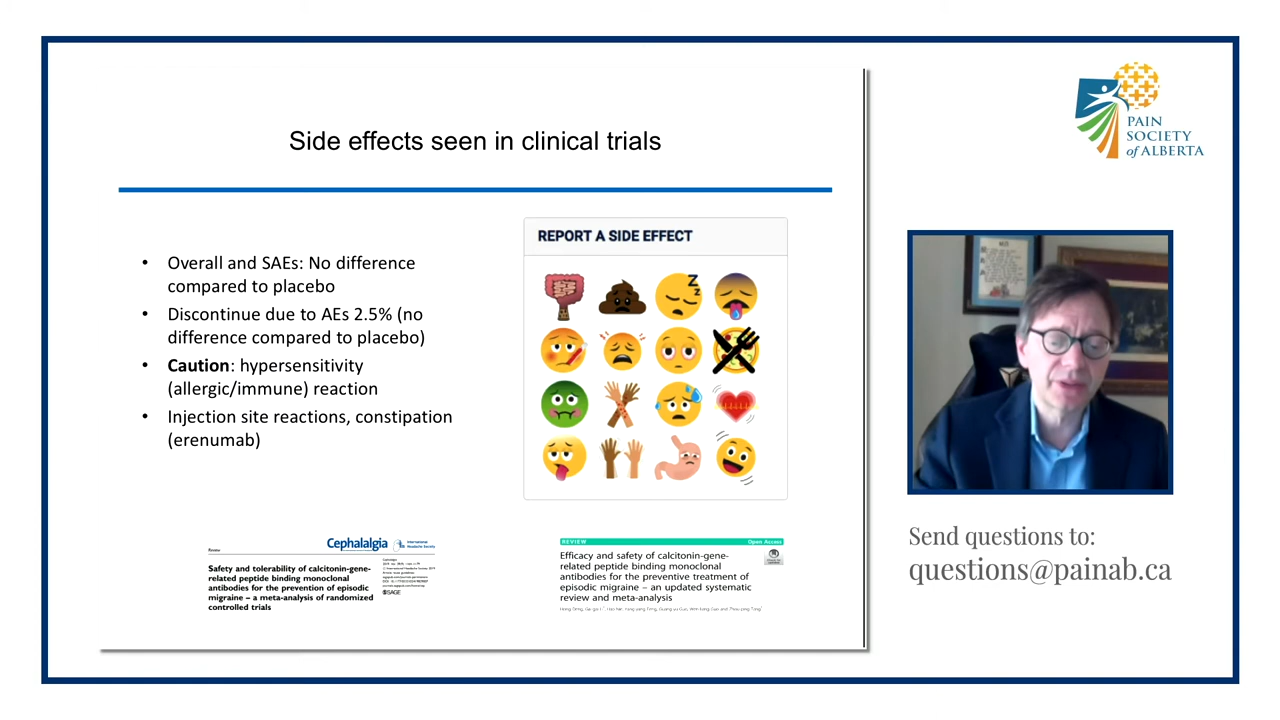 Side effects seen in clinical trials
• Overall and SAEs: No difference
compared to placebo
• Discontinue due to AEs 2.5% (no
difference compared to placebo)
• Caution: hypersensitivity
(allergic/immune) reaction
• Injection site reactions, constipation
(erenumab)
REPORT A SIDE EFFECT
Z
z
Review
Cephalalgia
International
Headache Society
Safety and tolerability of calcitonin-gene-
related peptide binding monoclonal
antibodies for the prevention of episodic
migraine – a meta-analysis of randomized
controlled trials
SAGE
REVIEW
Open Access
Efficacy and safety of calcitonin-gene-
related peptide binding monoclonal
antibodies for the preventive treatment of
episodic migraine – an updated systematic
review and meta-analysis
PAIN
SOCIETY
of ALBERTA
Send questions to:
questions@painab.ca